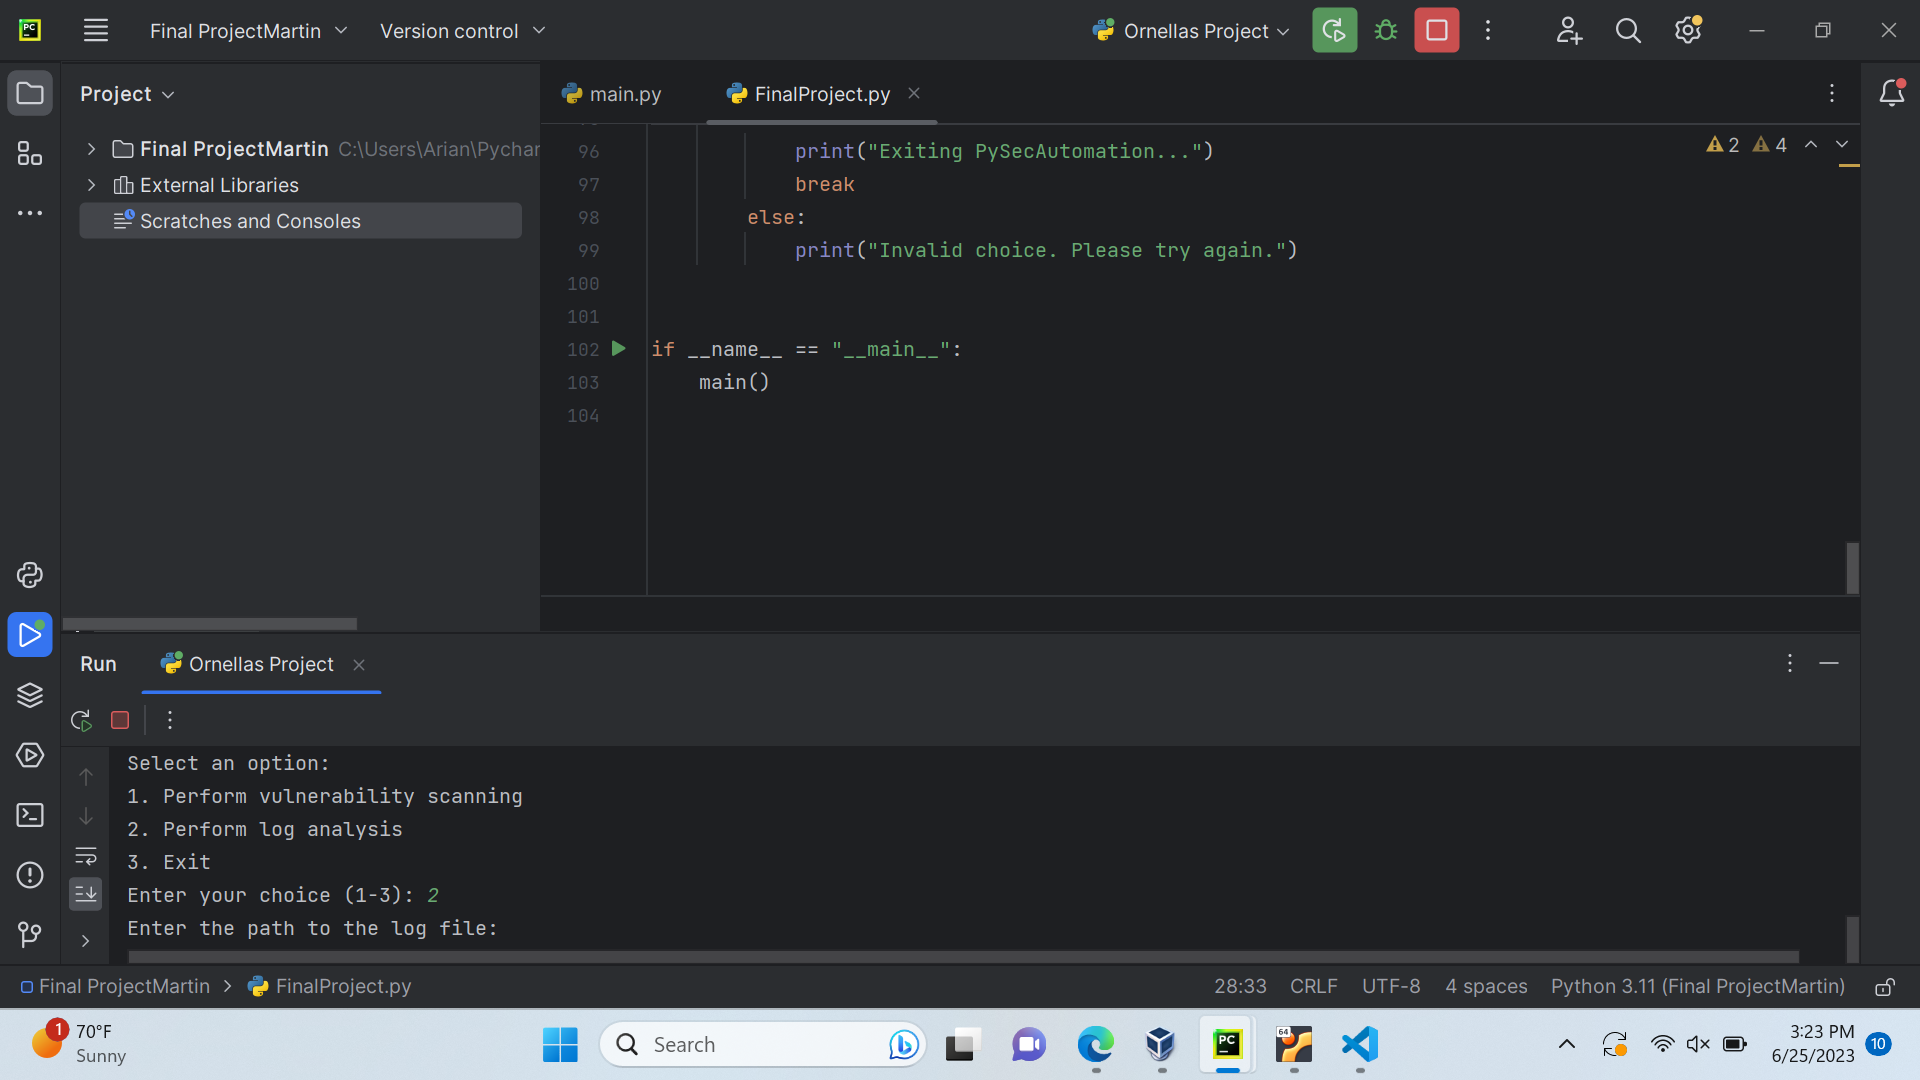 PC
Final ProjectMartin
Version control
Ornellas Project
Project
main.py
FinalProject.py
Final ProjectMartin C:\Users\Arian\Pychar
External Libraries
Scratches and Consoles
2 4
96 print("Exiting PySecAutomation...")
97 break
98 else:
99 print("Invalid choice. Please try again.")
100
101
102 if __name__ == "__main__":
103 main()
104
Run
Ornellas Project
Select an option:
1. Perform vulnerability scanning
2. Perform log analysis
3. Exit
Enter your choice (1-3): 2
Enter the path to the log file:
Final ProjectMartin > FinalProject.py
28:33 CRLF UTF-8 4 spaces Python 3.11 (Final ProjectMartin)
1
70°F
Sunny
Search
PC
64
3:23 PM
6/25/2023
10